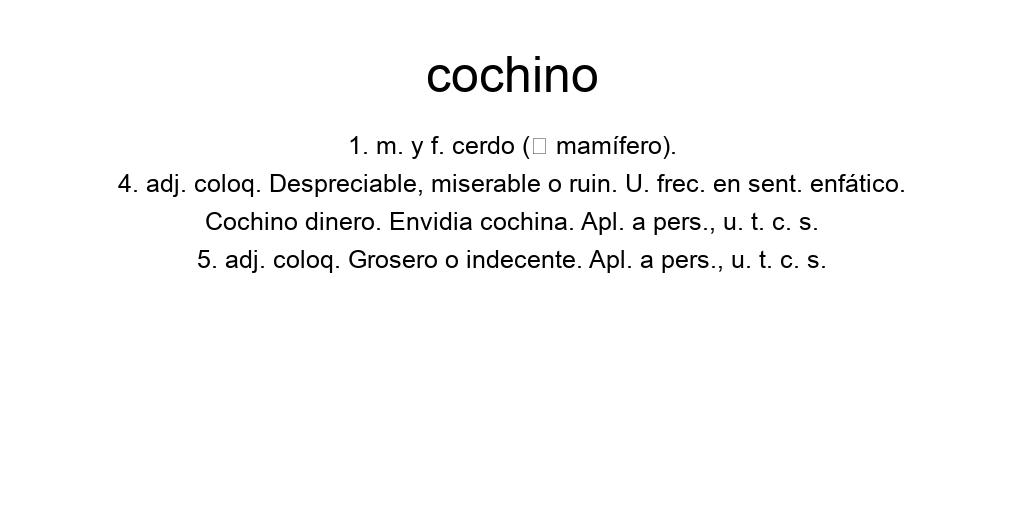 cochino
1. m. y f. cerdo (▯ mamífero).
4. adj. coloq. Despreciable, miserable o ruin. U. frec. en sent. enfático.
Cochino dinero. Envidia cochina. Apl. a pers., u. t. c. s.
5. adj. coloq. Grosero o indecente. Apl. a pers., u. t. c. s.